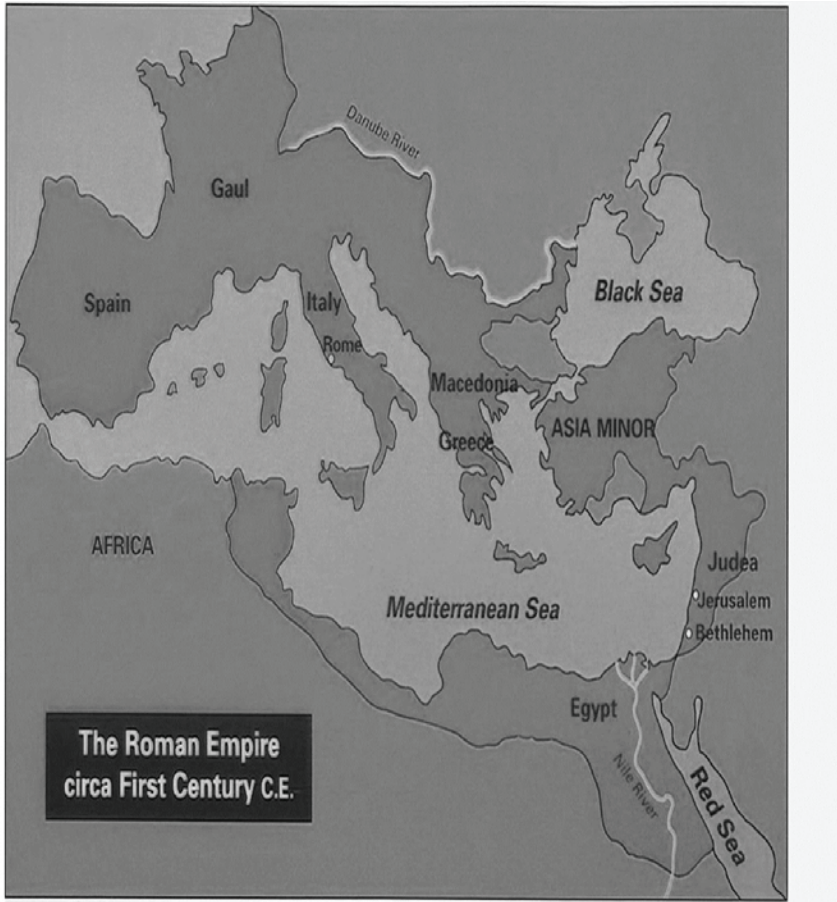 Danube River
Gaul
Spain
Italy
Rome
Black Sea
Macedonia
Greece
ASIA MINOR
AFRICA
Mediterranean Sea
Judea
Jerusalem
Bethlehem
Egypt
Nile River
Red Sea
The Roman Empire
circa First Century C.E.